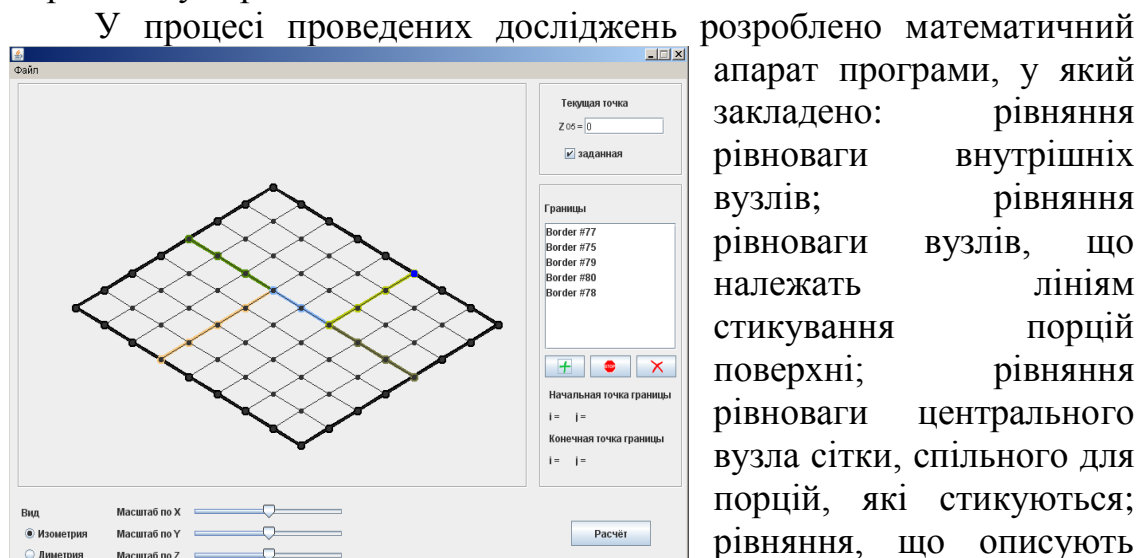 У процесі проведених досліджень розроблено математичний
апарат програми, у який
закладено: рівняння
рівноваги внутрішніх
вузлів; рівняння
рівноваги вузлів, що
належать лініям
стикування порцій
поверхні; рівняння
рівноваги центрального
вузла сітки, спільного для
порцій, які стикуються;
рівняння, що описують
Файл
Текущая точка
Z 05 = 0
заданная
Границы
Border #77
Border #75
Border #79
Border #80
Border #78
STOP
Начальная точка границы
i = j =
Конечная точка границы
i = j =
Вид
Изометрия
Диметрия
Масштаб по X
Масштаб по Y
Масштаб по Z
Расчёт